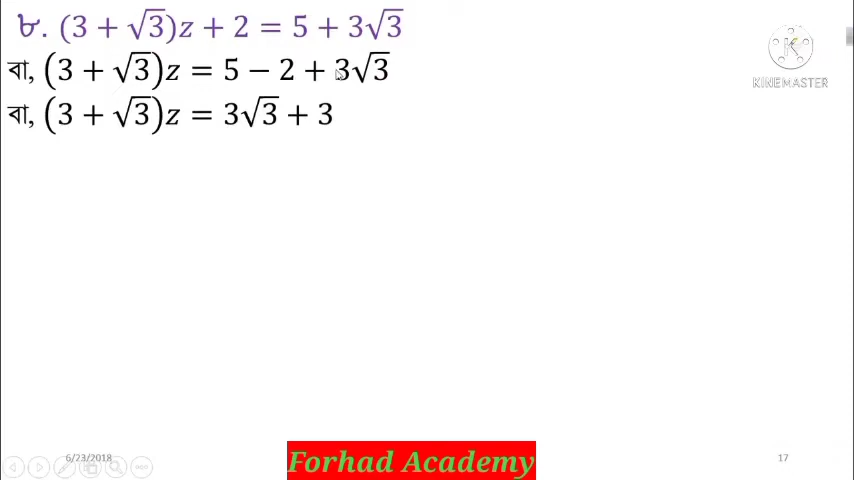 ৮. (3 + √3)z + 2 = 5 + 3√3
বা, (3 + √3)z = 5 − 2 + 3√3
বা, (3 + √3)z = 3√3 + 3
KINEMASTER
6/23/2018
Forhad Academy
17